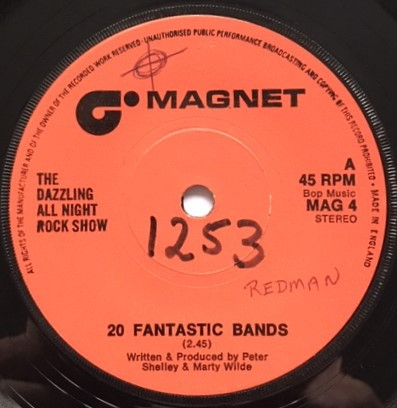 ALL RIGHTS OF THE MANUFACTURER AND OF THE OWNER OF THE RECORDED WORK RESERVED · UNAUTHORISED PUBLIC PERFORMANCE BROADCASTING AND COPYING OF THIS RECORD PROHIBITED · MADE IN ENGLAND
MAGNET
THE
DAZZLING
ALL NIGHT
ROCK SHOW
A
45 RPM
Bop Music
MAG 4
STEREO
1253
REDMAN
20 FANTASTIC BANDS
(2.45)
Written & Produced by Peter
Shelley & Marty Wilde